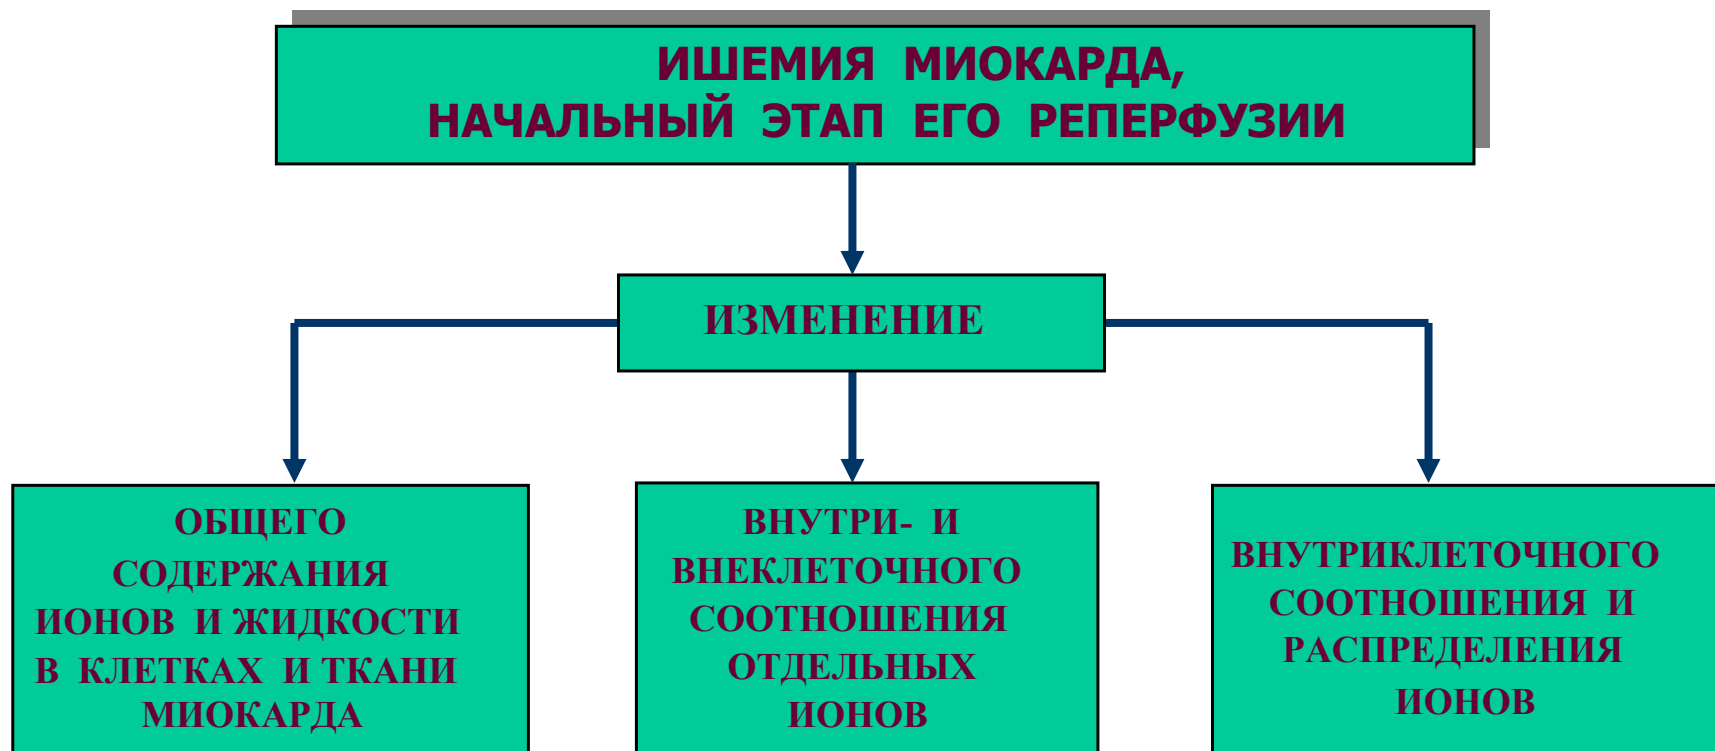 ИШЕМИЯ МИОКАРДА,
НАЧАЛЬНЫЙ ЭТАП ЕГО РЕПЕРФУЗИИ
ИЗМЕНЕНИЕ
ОБЩЕГО
СОДЕРЖАНИЯ
ИОНОВ И ЖИДКОСТИ
В КЛЕТКАХ И ТКАНИ
МИОКАРДА
ВНУТРИ- И
ВНЕКЛЕТОЧНОГО
СООТНОШЕНИЯ
ОТДЕЛЬНЫХ
ИОНОВ
ВНУТРИКЛЕТОЧНОГО
СООТНОШЕНИЯ И
РАСПРЕДЕЛЕНИЯ
ИОНОВ